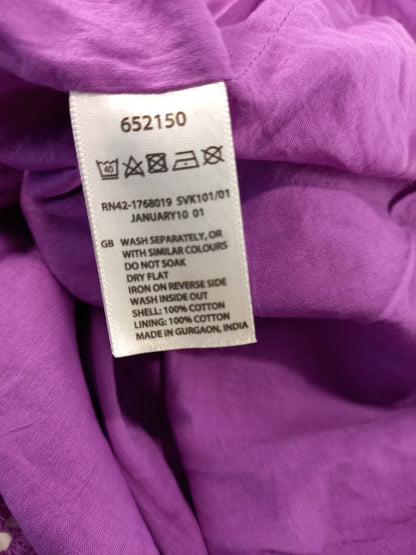 652150
40
RN42-1768019 SVK101/01
JANUARY10 01
GB WASH SEPARATELY, OR
WITH SIMILAR COLOURS
DO NOT SOAK
DRY FLAT
IRON ON REVERSE SIDE
WASH INSIDE OUT
SHELL: 100% COTTON
LINING: 100% COTTON
MADE IN GURGAON, INDIA